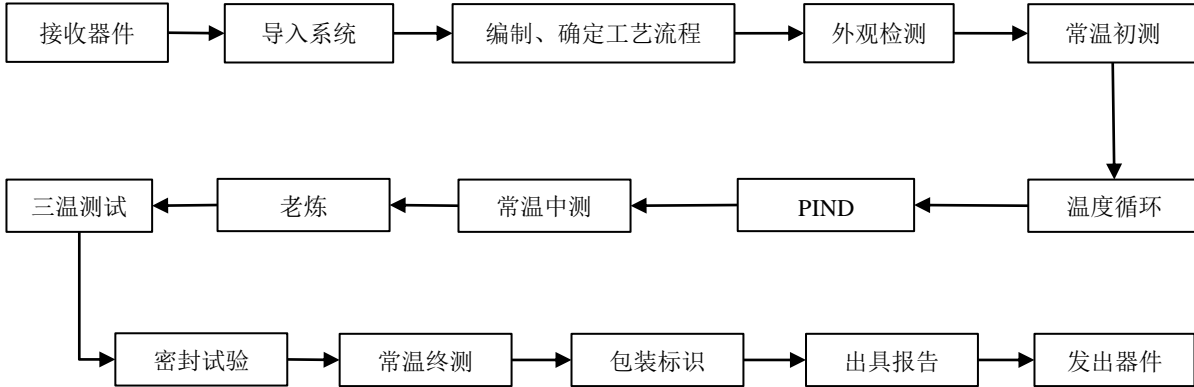 接收器件
导入系统
编制、确定工艺流程
外观检测
常温初测
三温测试
老炼
常温中测
PIND
温度循环
密封试验
常温终测
包装标识
出具报告
发出器件